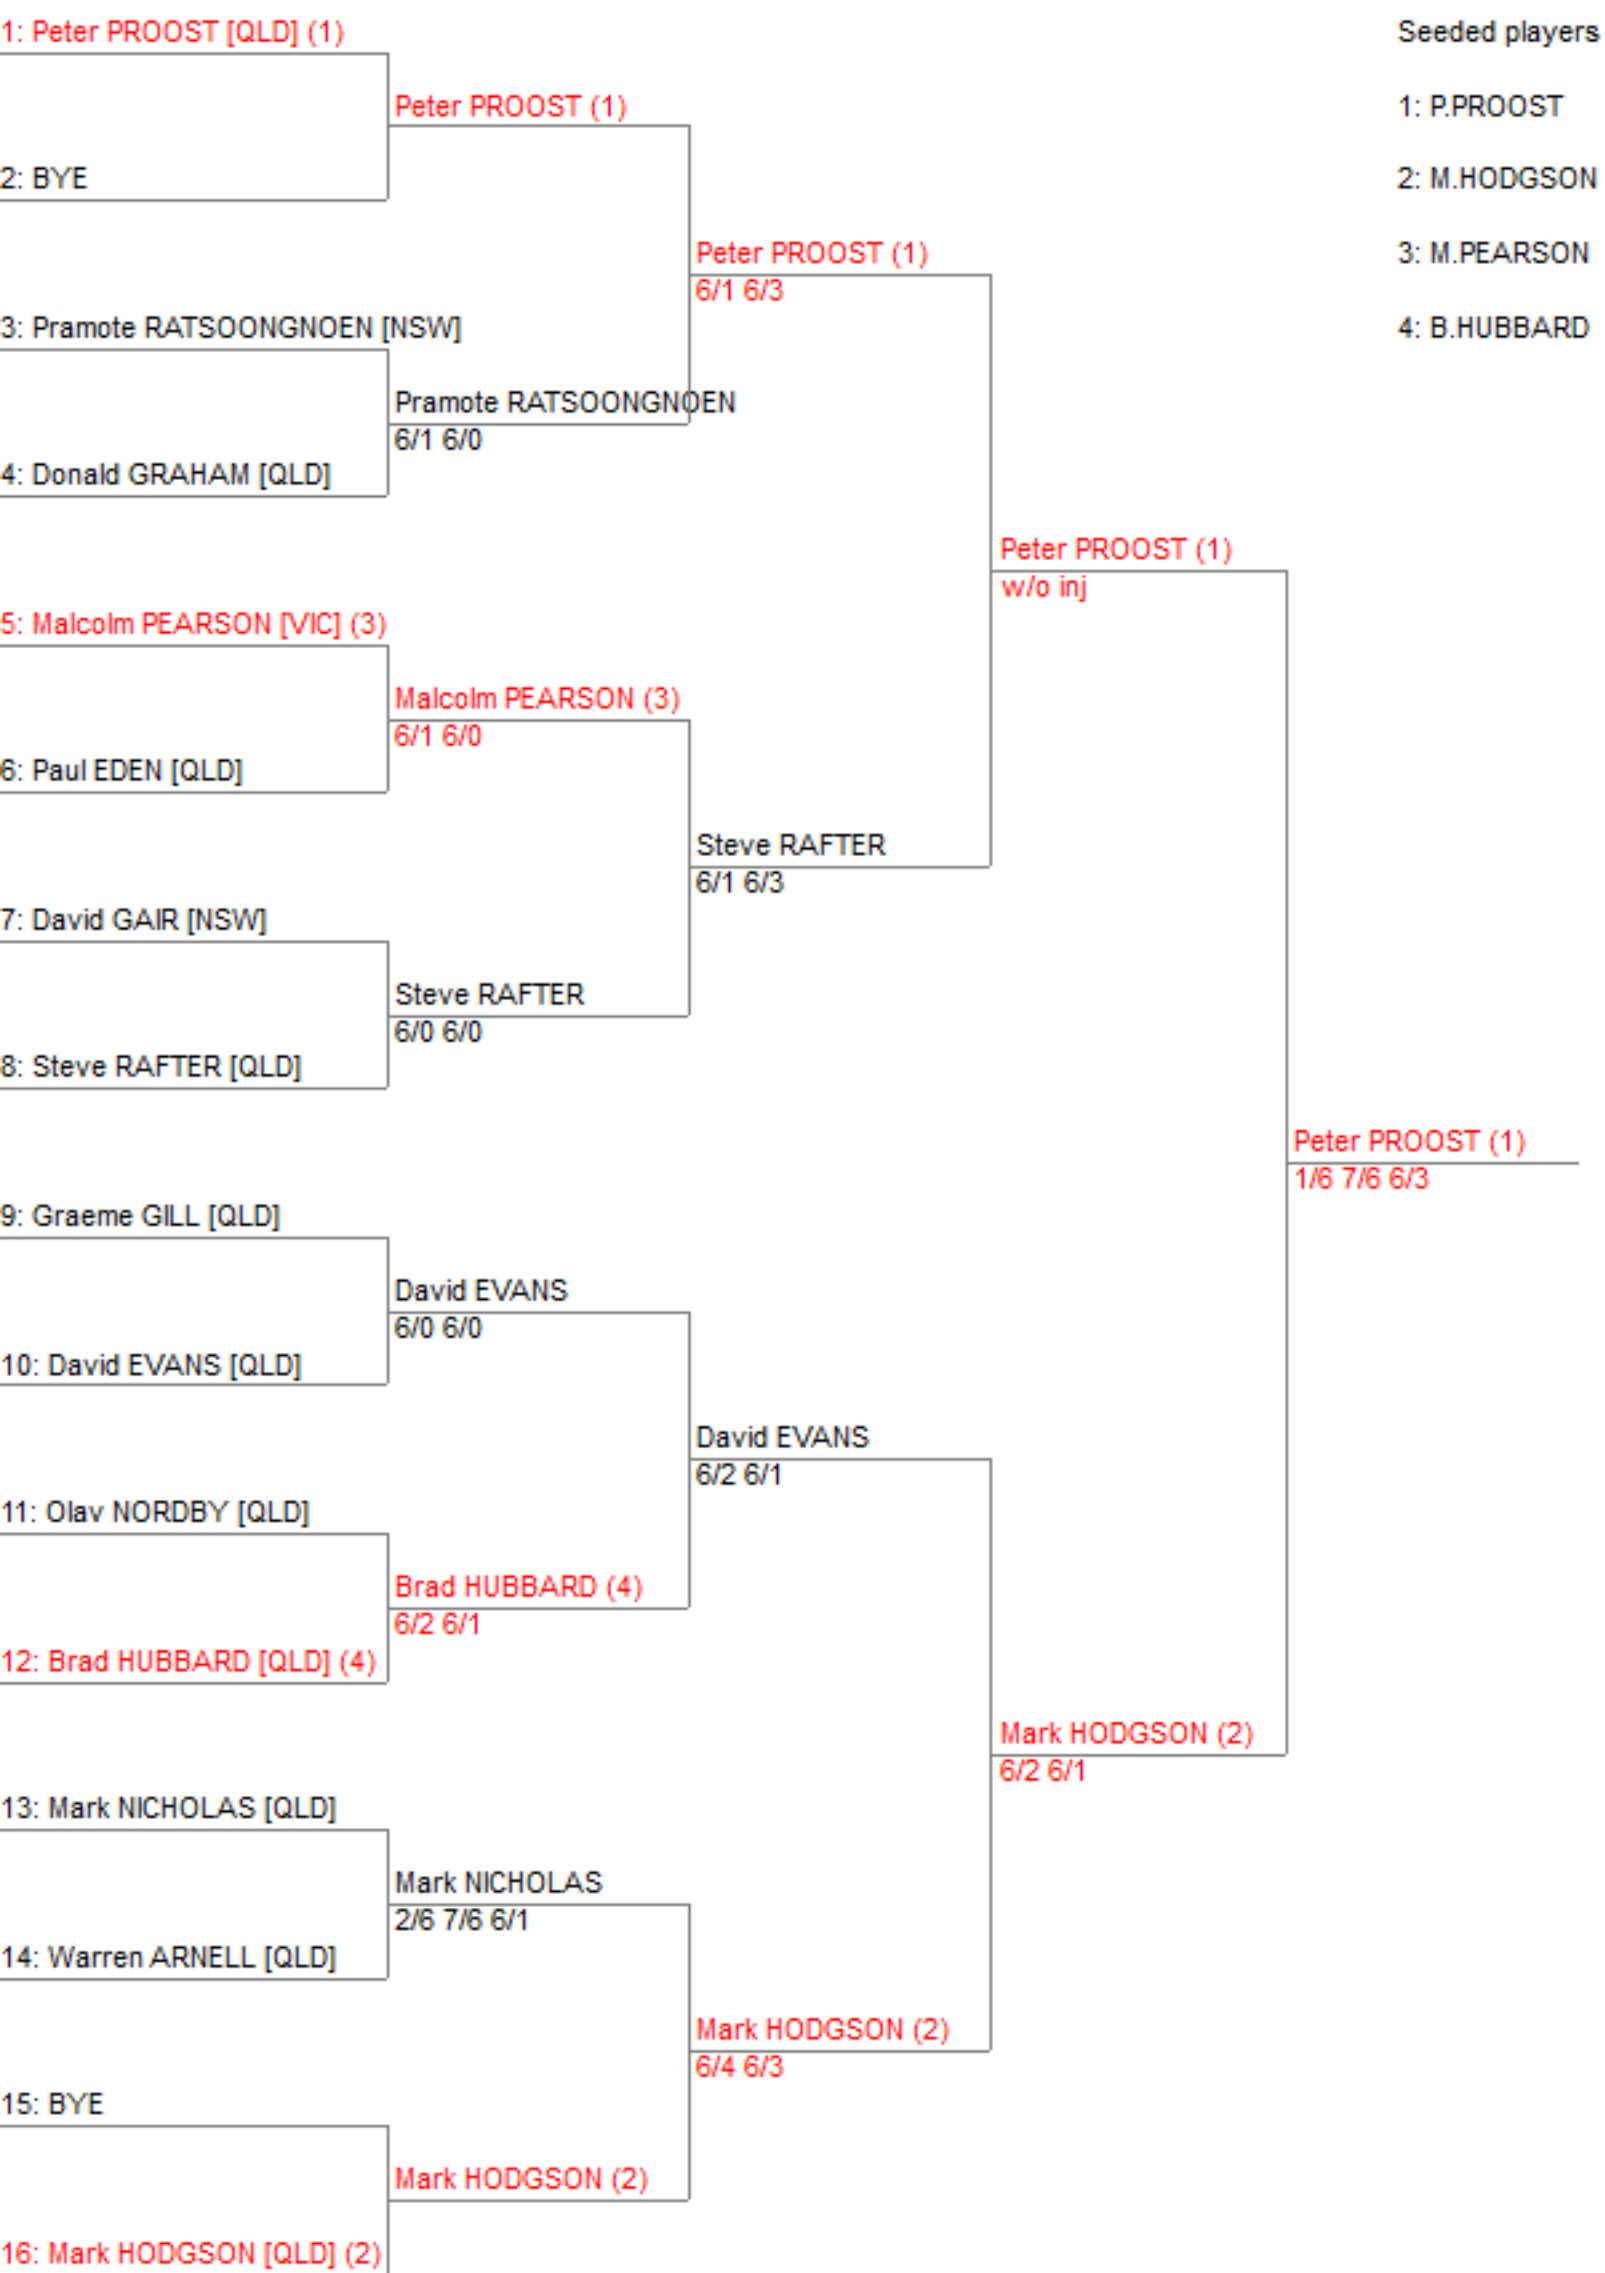 1: Peter PROOST [QLD] (1)
Seeded players
Peter PROOST (1)
1: P.PROOST
2: BYE
2: M.HODGSON
Peter PROOST (1)
6/1 6/3
3: M.PEARSON
3: Pramote RATSOONGNOEN [NSW]
4: B.HUBBARD
Pramote RATSOONGNOEN
6/1 6/0
4: Donald GRAHAM [QLD]
Peter PROOST (1)
w/o inj
5: Malcolm PEARSON [VIC] (3)
Malcolm PEARSON (3)
6/1 6/0
6: Paul EDEN [QLD]
Steve RAFTER
6/1 6/3
7: David GAIR [NSW]
Steve RAFTER
6/0 6/0
8: Steve RAFTER [QLD]
Peter PROOST (1)
1/6 7/6 6/3
9: Graeme GILL [QLD]
David EVANS
6/0 6/0
10: David EVANS [QLD]
David EVANS
6/2 6/1
11: Olav NORDBY [QLD]
Brad HUBBARD (4)
6/2 6/1
12: Brad HUBBARD [QLD] (4)
Mark HODGSON (2)
6/2 6/1
13: Mark NICHOLAS [QLD]
Mark NICHOLAS
2/6 7/6 6/1
14: Warren ARNELL [QLD]
Mark HODGSON (2)
6/4 6/3
15: BYE
Mark HODGSON (2)
16: Mark HODGSON [QLD] (2)